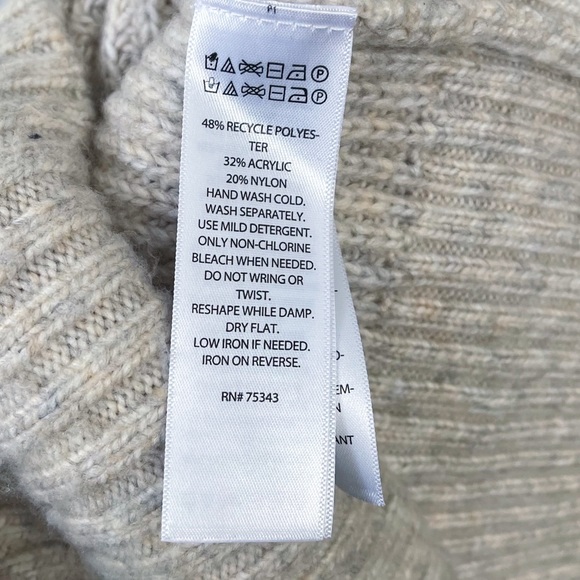 48% RECYCLE POLYES-
TER
32% ACRYLIC
20% NYLON
HAND WASH COLD.
WASH SEPARATELY.
USE MILD DETERGENT.
ONLY NON-CHLORINE
BLEACH WHEN NEEDED.
DO NOT WRING OR
TWIST.
RESHAPE WHILE DAMP.
DRY FLAT.
LOW IRON IF NEEDED.
IRON ON REVERSE.
RN# 75343